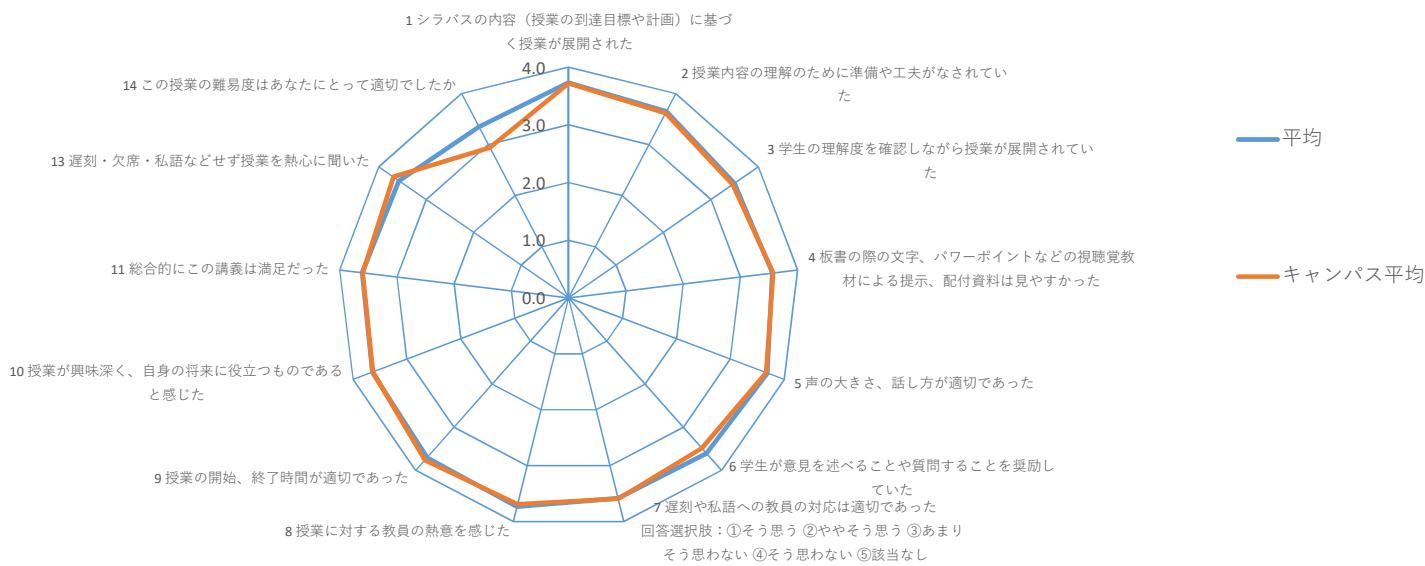 1 シラバスの内容（授業の到達目標や計画）に基づ
く授業が展開された
2 授業内容の理解のために準備や工夫がなされてい
た
3 学生の理解度を確認しながら授業が展開されてい
た
4 板書の際の文字、パワーポイントなどの視聴覚教
材による提示、配付資料は見やすかった
5 声の大きさ、話し方が適切であった
6 学生が意見を述べることや質問することを奨励し
ていた
7 遅刻や私語への教員の対応は適切であった
回答選択肢：①そう思う ②ややそう思う ③あまり
そう思わない ④そう思わない ⑤該当なし
8 授業に対する教員の熱意を感じた
9 授業の開始、終了時間が適切であった
10 授業が興味深く、自身の将来に役立つものである
と感じた
11 総合的にこの講義は満足だった
13 遅刻・欠席・私語などせず授業を熱心に聞いた
14 この授業の難易度はあなたにとって適切でしたか
4.0
3.0
2.0
1.0
0.0
平均
キャンパス平均